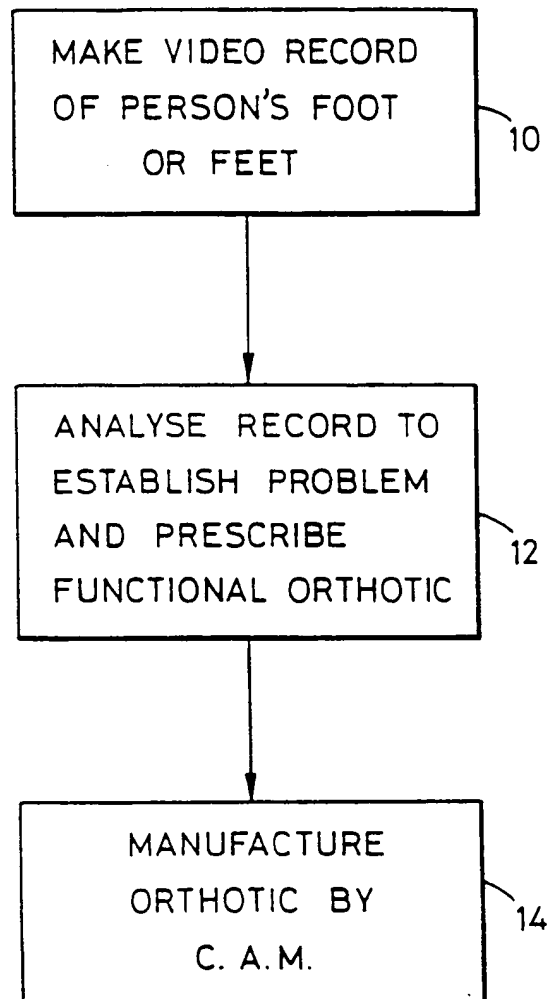 MAKE VIDEO RECORD
OF PERSON'S FOOT
OR FEET
10
ANALYSE RECORD TO
ESTABLISH PROBLEM
AND PRESCRIBE
FUNCTIONAL ORTHOTIC
12
MANUFACTURE
ORTHOTIC BY
C. A. M.
14